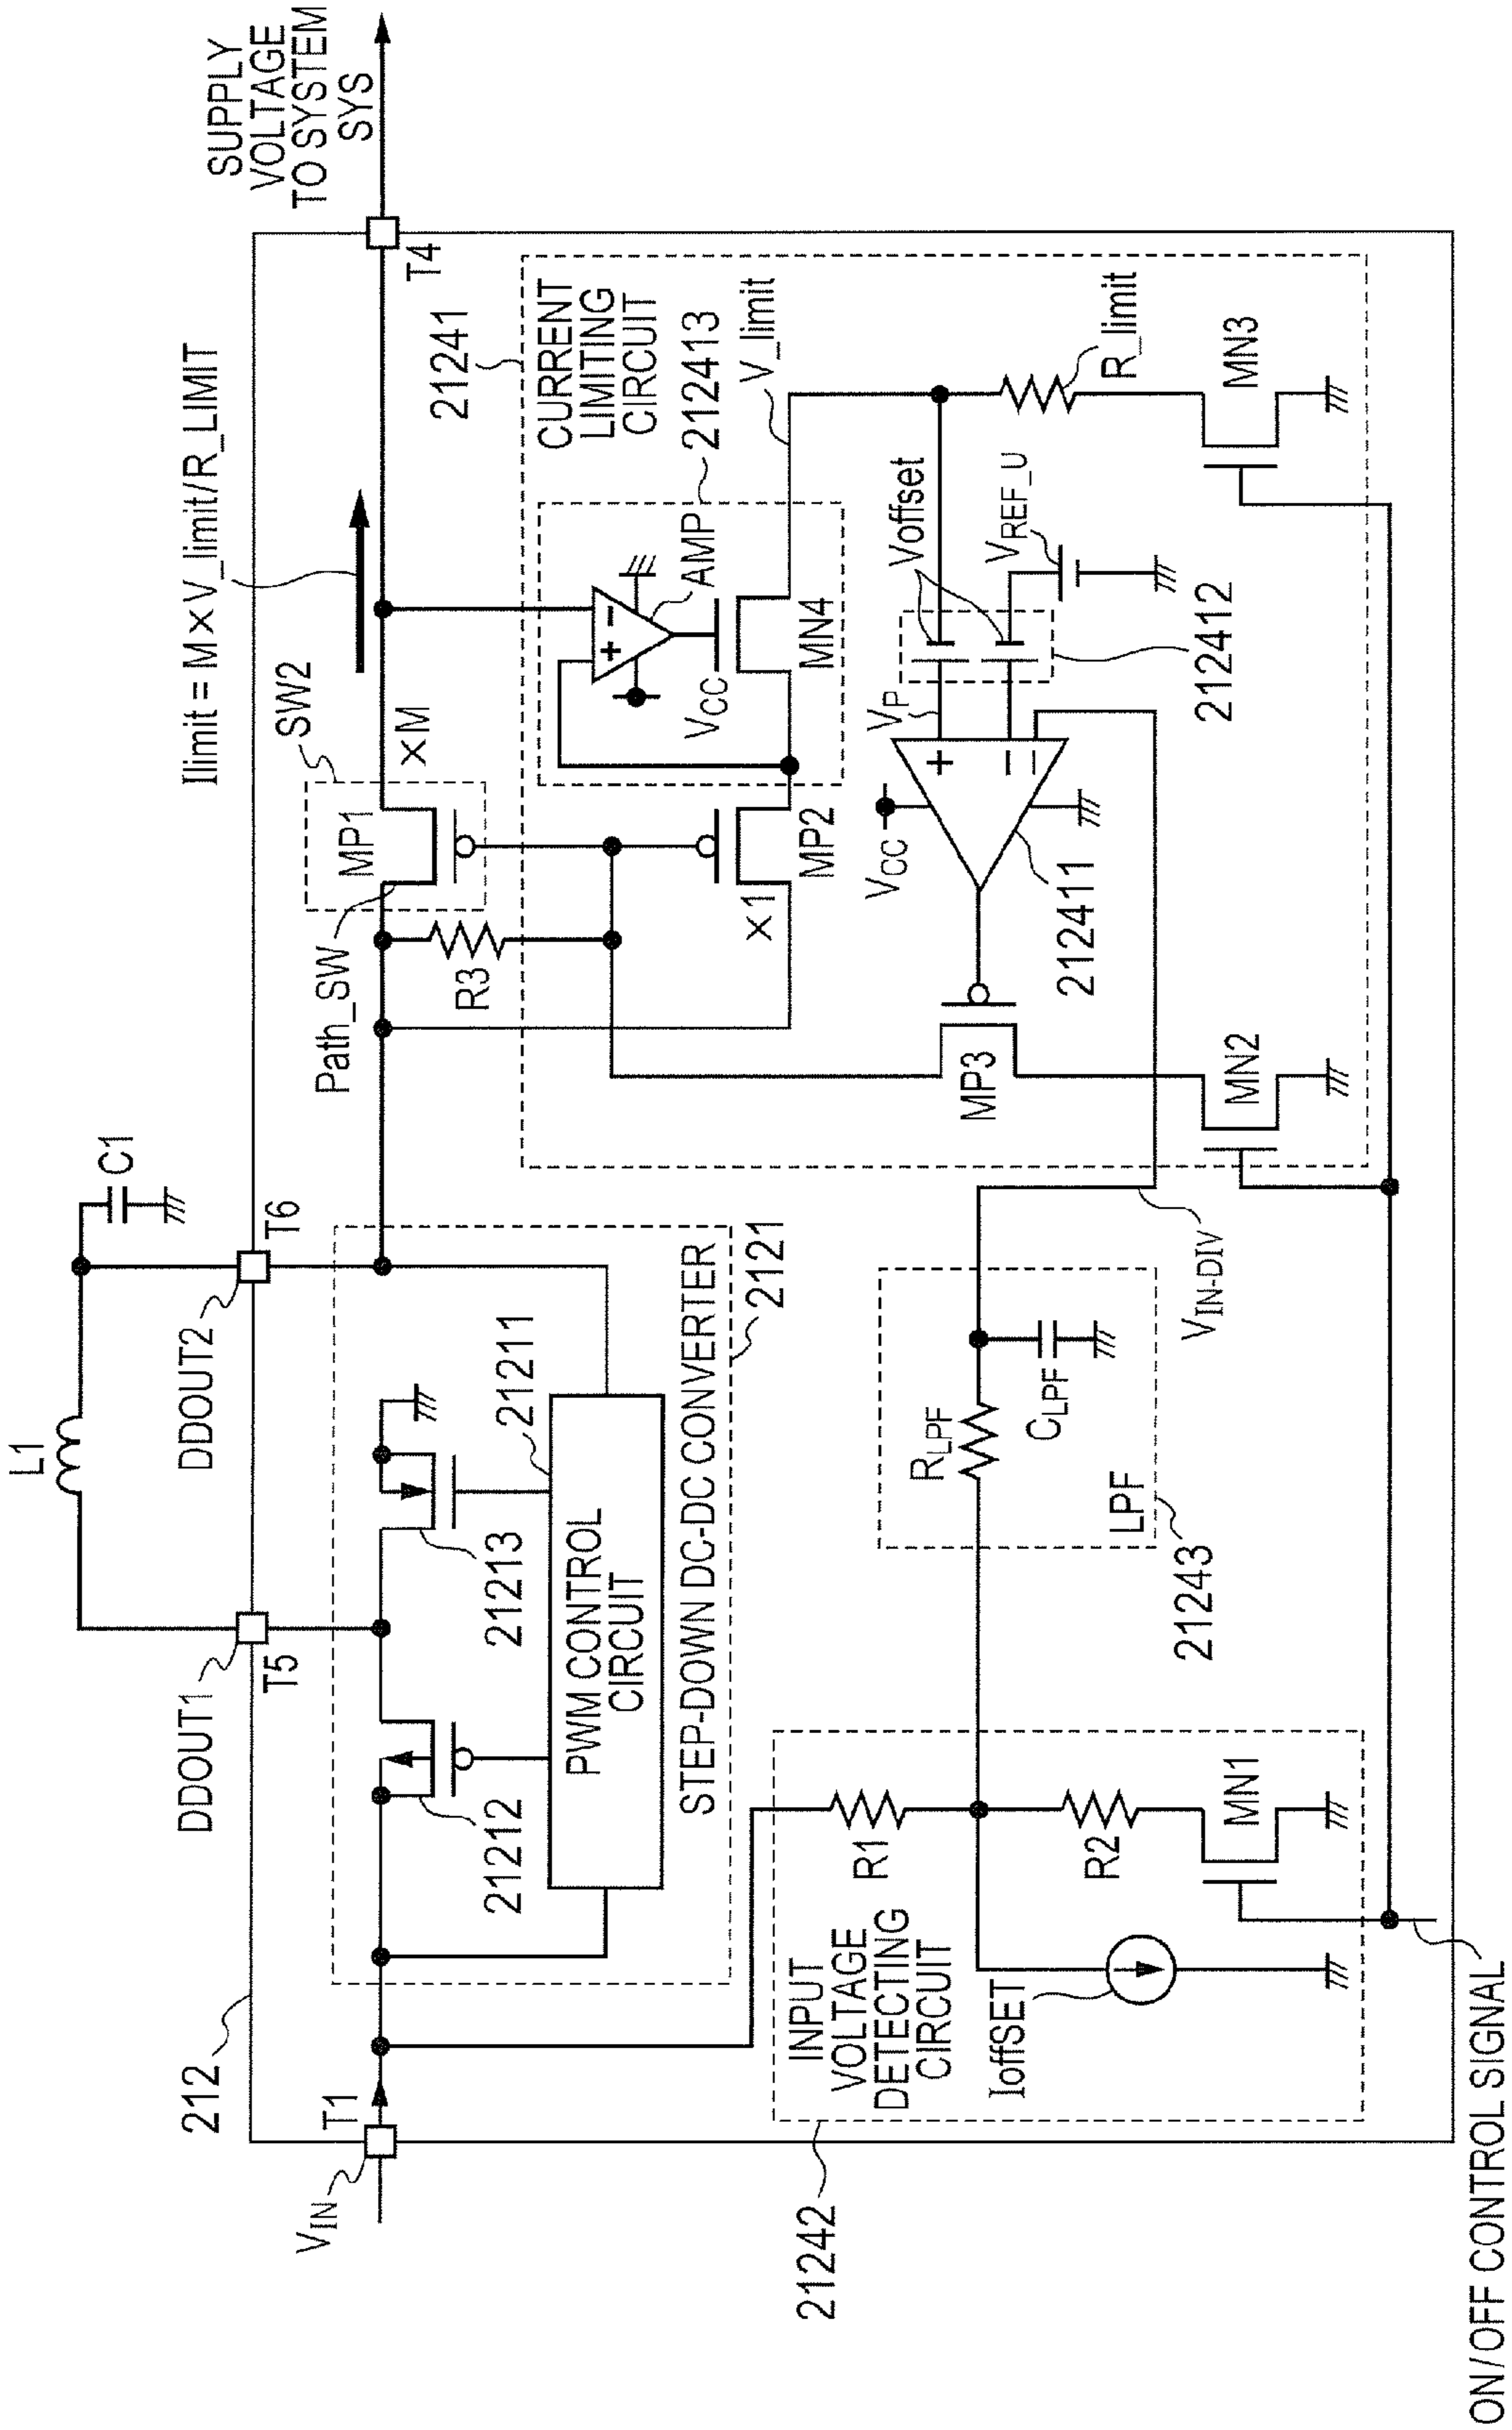 SUPPLY
VOLTAGE
TO SYSTEM
SYS
Ilimit = M×V_limit/R_LIMIT
T4
L1
C1
DDOUT1
DDOUT2
T5
T6
212
VIN
T1
SW2
MP1
Path_SW
×M
R3
21241
CURRENT
LIMITING
CIRCUIT
212413
V_limit
AMP
+
−
VCC
MN4
MP2
×1
21212
21213
21211
PWM CONTROL
CIRCUIT
STEP-DOWN DC-DC CONVERTER
2121
Voffset
VREF_U
VP
VCC
+
−
−
212412
212411
R_limit
MN3
MP3
MN2
INPUT
VOLTAGE
DETECTING
CIRCUIT
IoffSET
R1
R2
MN1
21242
RLPF
CLPF
LPF
21243
VIN-DIV
ON/OFF CONTROL SIGNAL